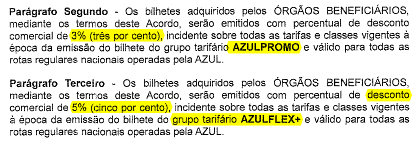 Parágrafo Segundo - Os bilhetes adquiridos pelos ÓRGÃOS BENEFICIÁRIOS,
mediante os termos deste Acordo, serão emitidos com percentual de desconto
comercial de 3% (três por cento), incidente sobre todas as tarifas e classes vigentes à
época da emissão do bilhete do grupo tarifário AZULPROMO e válido para todas as
rotas regulares nacionais operadas pela AZUL.
Parágrafo Terceiro - Os bilhetes adquiridos pelos ÓRGÃOS BENEFICIÁRIOS,
mediante os termos deste Acordo, serão emitidos com percentual de desconto
comercial de 5% (cinco por cento), incidente sobre todas as tarifas e classes vigentes
à época da emissão do bilhete do grupo tarifário AZULFLEX+ e válido para todas as
rotas regulares nacionais operadas pela AZUL.